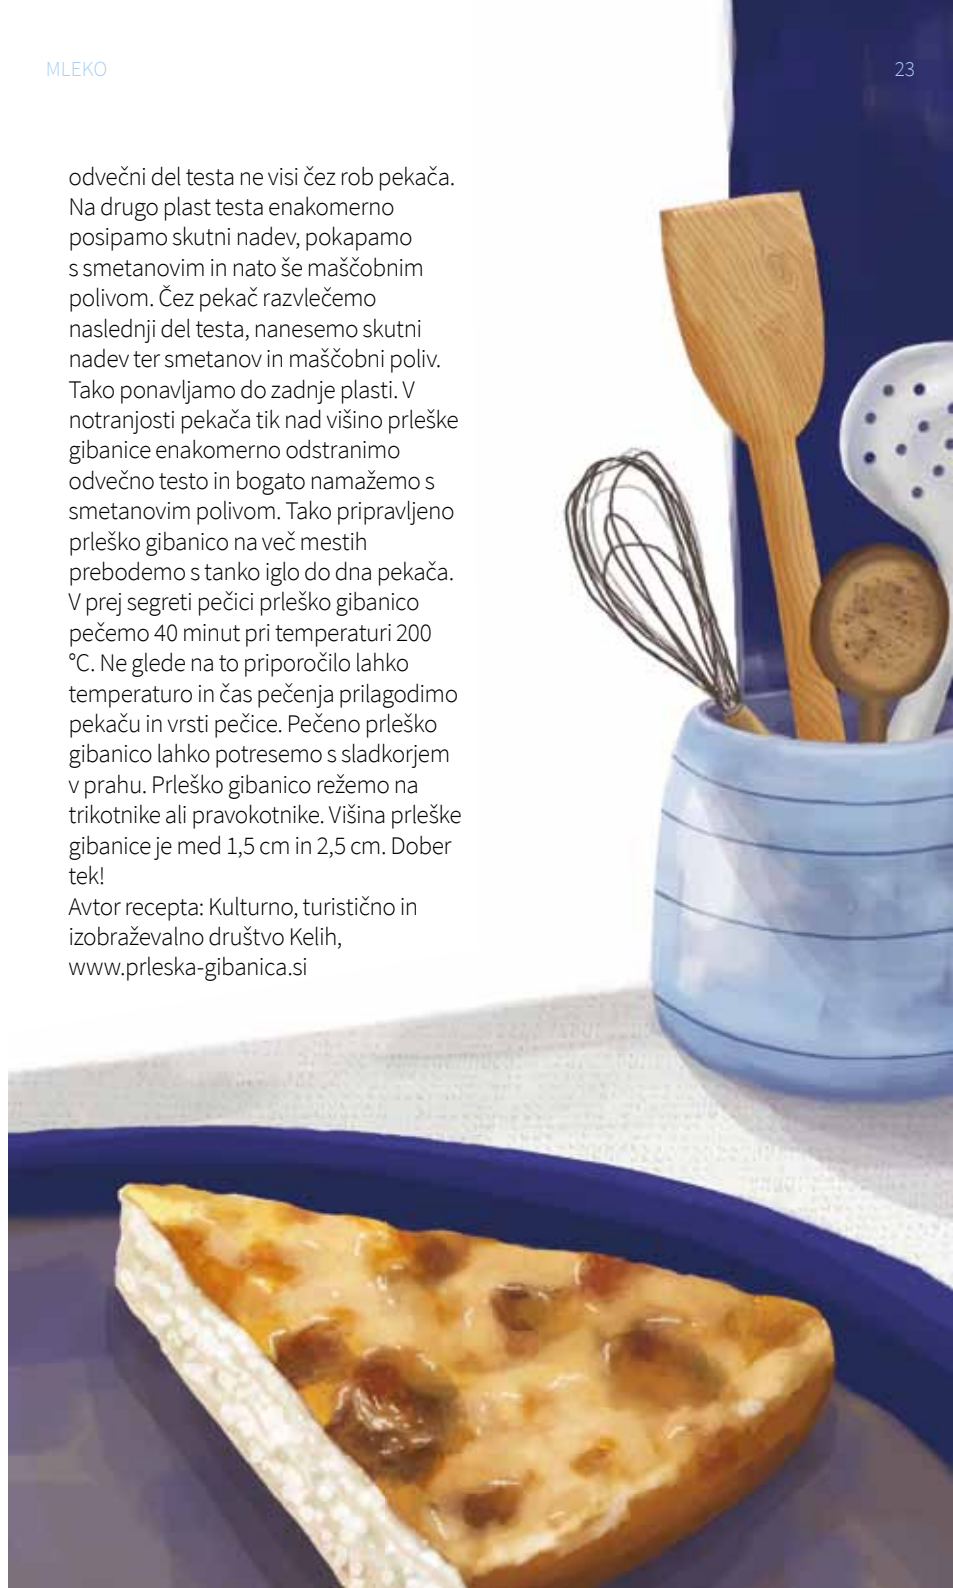 MLEKO
23
odvečni del testa ne visi čez rob pekača.
Na drugo plast testa enakomerno
posipamo skutni nadev, pokapamo
s smetanovim in nato še maščobnim
polivom. Čez pekač razvlečemo
naslednji del testa, nanesemo skutni
nadev ter smetanov in maščobni poliv.
Tako ponavljamo do zadnje plasti. V
notranjosti pekača tik nad višino prleške
gibanice enakomerno odstranimo
odvečno testo in bogato namažemo s
smetanovim polivom. Tako pripravljeno
prleško gibanico na več mestih
prebodemo s tanko iglo do dna pekača.
V prej segreti pečici prleško gibanico
pečemo 40 minut pri temperaturi 200
°C. Ne glede na to priporočilo lahko
temperaturo in čas pečenja prilagodimo
pekaču in vrsti pečice. Pečeno prleško
gibanico lahko potresemo s sladkorjem
v prahu. Prleško gibanico režemo na
trikotnike ali pravokotnike. Višina prleške
gibanice je med 1,5 cm in 2,5 cm. Dober
tek!
Avtor recepta: Kulturno, turistično in
izobraževalno društvo Kelih,
www.prleska-gibanica.si